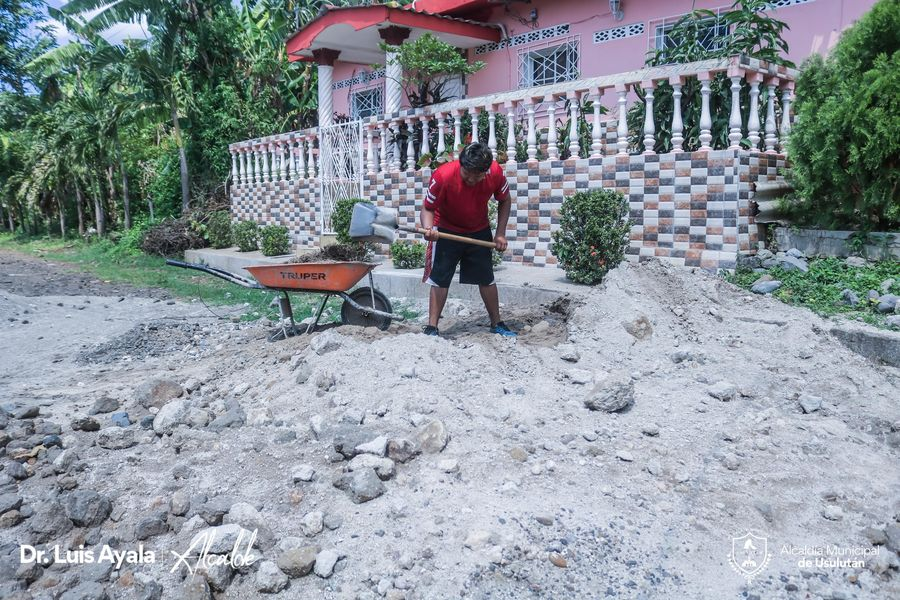 TRUPER
Dr. Luis Ayala
Alcalde
Alcaldía Municipal
de Usulután